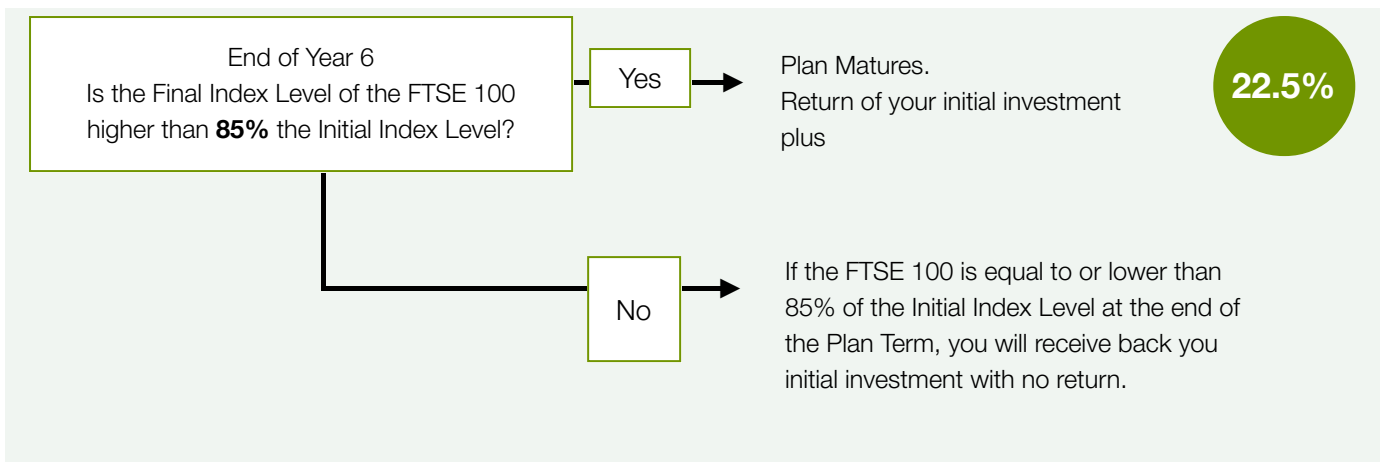 End of Year 6
Is the Final Index Level of the FTSE 100
higher than 85% the Initial Index Level?
Yes
Plan Matures.
Return of your initial investment
plus
22.5%
No
If the FTSE 100 is equal to or lower than
85% of the Initial Index Level at the end of
the Plan Term, you will receive back you
initial investment with no return.